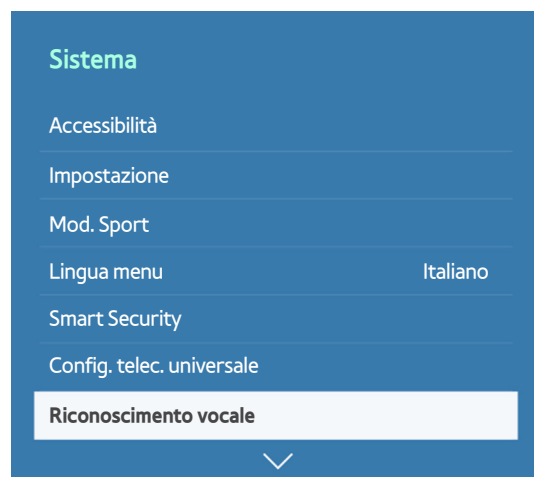 Sistema
Accessibilità
Impostazione
Mod. Sport
Lingua menu Italiano
Smart Security
Config. telec. universale
Riconoscimento vocale